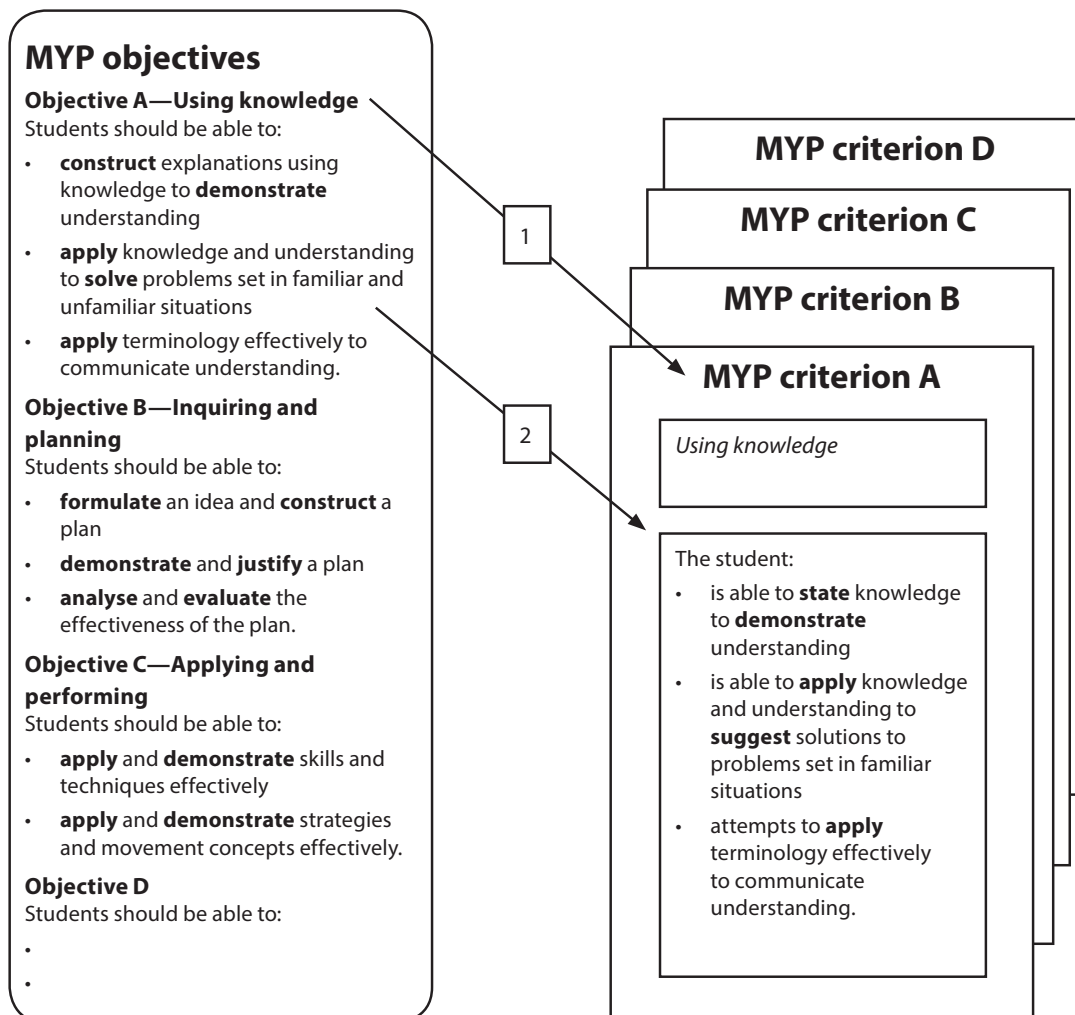 MYP objectives
Objective A—Using knowledge
Students should be able to:
• construct explanations using
knowledge to demonstrate
understanding
• apply knowledge and understanding
to solve problems set in familiar and
unfamiliar situations
• apply terminology effectively to
communicate understanding.
Objective B—Inquiring and
planning
Students should be able to:
• formulate an idea and construct a
plan
• demonstrate and justify a plan
• analyse and evaluate the
effectiveness of the plan.
Objective C—Applying and
performing
Students should be able to:
• apply and demonstrate skills and
techniques effectively
• apply and demonstrate strategies
and movement concepts effectively.
Objective D
Students should be able to:
•
•
1
2
MYP criterion D
MYP criterion C
MYP criterion B
MYP criterion A
Using knowledge
The student:
• is able to state knowledge
to demonstrate
understanding
• is able to apply knowledge
and understanding to
suggest solutions to
problems set in familiar
situations
• attempts to apply
terminology effectively
to communicate
understanding.